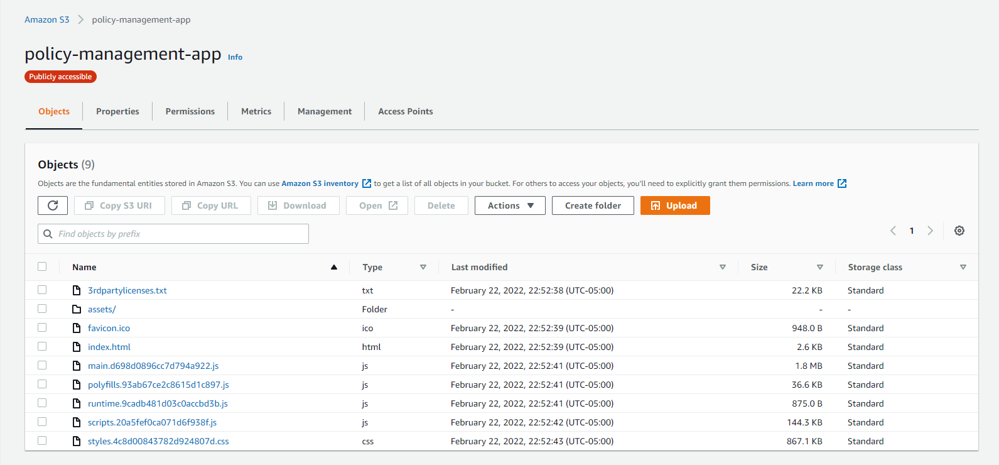 Amazon S3 > policy-management-app
policy-management-app Info
Publicly accessible
Objects Properties Permissions Metrics Management Access Points
Objects (9)
Objects are the fundamental entities stored in Amazon S3. You can use Amazon S3 inventory to get a list of all objects in your bucket. For others to access your objects, you'll need to explicitly grant them permissions. Learn more
Copy S3 URI Copy URL Download Open Delete Actions Create folder Upload
Find objects by prefix 1
Name Type Last modified Size Storage class
3rdpartylicenses.txt txt February 22, 2022, 22:52:38 (UTC-05:00) 22.2 KB Standard
assets/ Folder - - -
favicon.ico ico February 22, 2022, 22:52:39 (UTC-05:00) 948.0 B Standard
index.html html February 22, 2022, 22:52:39 (UTC-05:00) 2.6 KB Standard
main.d698d0896cc7d794a922.js js February 22, 2022, 22:52:41 (UTC-05:00) 1.8 MB Standard
polyfills.93ab67ce2c8615d1c897.js js February 22, 2022, 22:52:41 (UTC-05:00) 36.6 KB Standard
runtime.9cadb481d03c0accbd3b.js js February 22, 2022, 22:52:41 (UTC-05:00) 875.0 B Standard
scripts.20a5fef0ca071d6f938f.js js February 22, 2022, 22:52:42 (UTC-05:00) 144.3 KB Standard
styles.4c8d00843782d924807d.css css February 22, 2022, 22:52:43 (UTC-05:00) 867.1 KB Standard